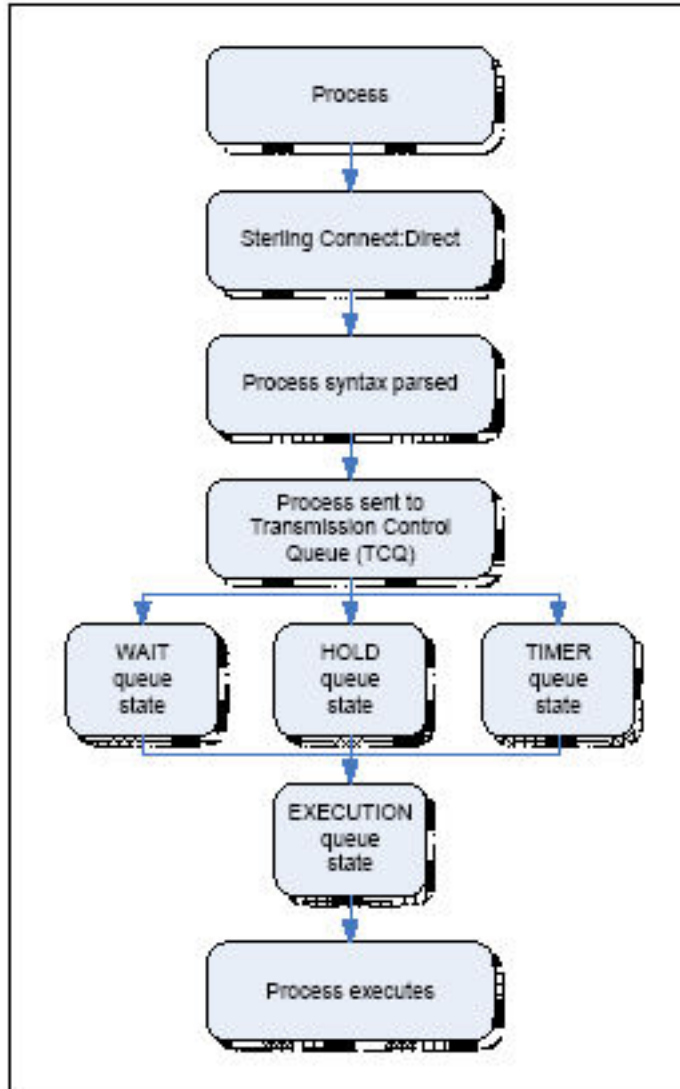 Process
Sterling Connect:Direct
Process syntax parsed
Process sent to
Transmission Control
Queue (TCQ)
WAIT
queue
state
HOLD
queue
state
TIMER
queue
state
EXECUTION
queue
state
Process executes